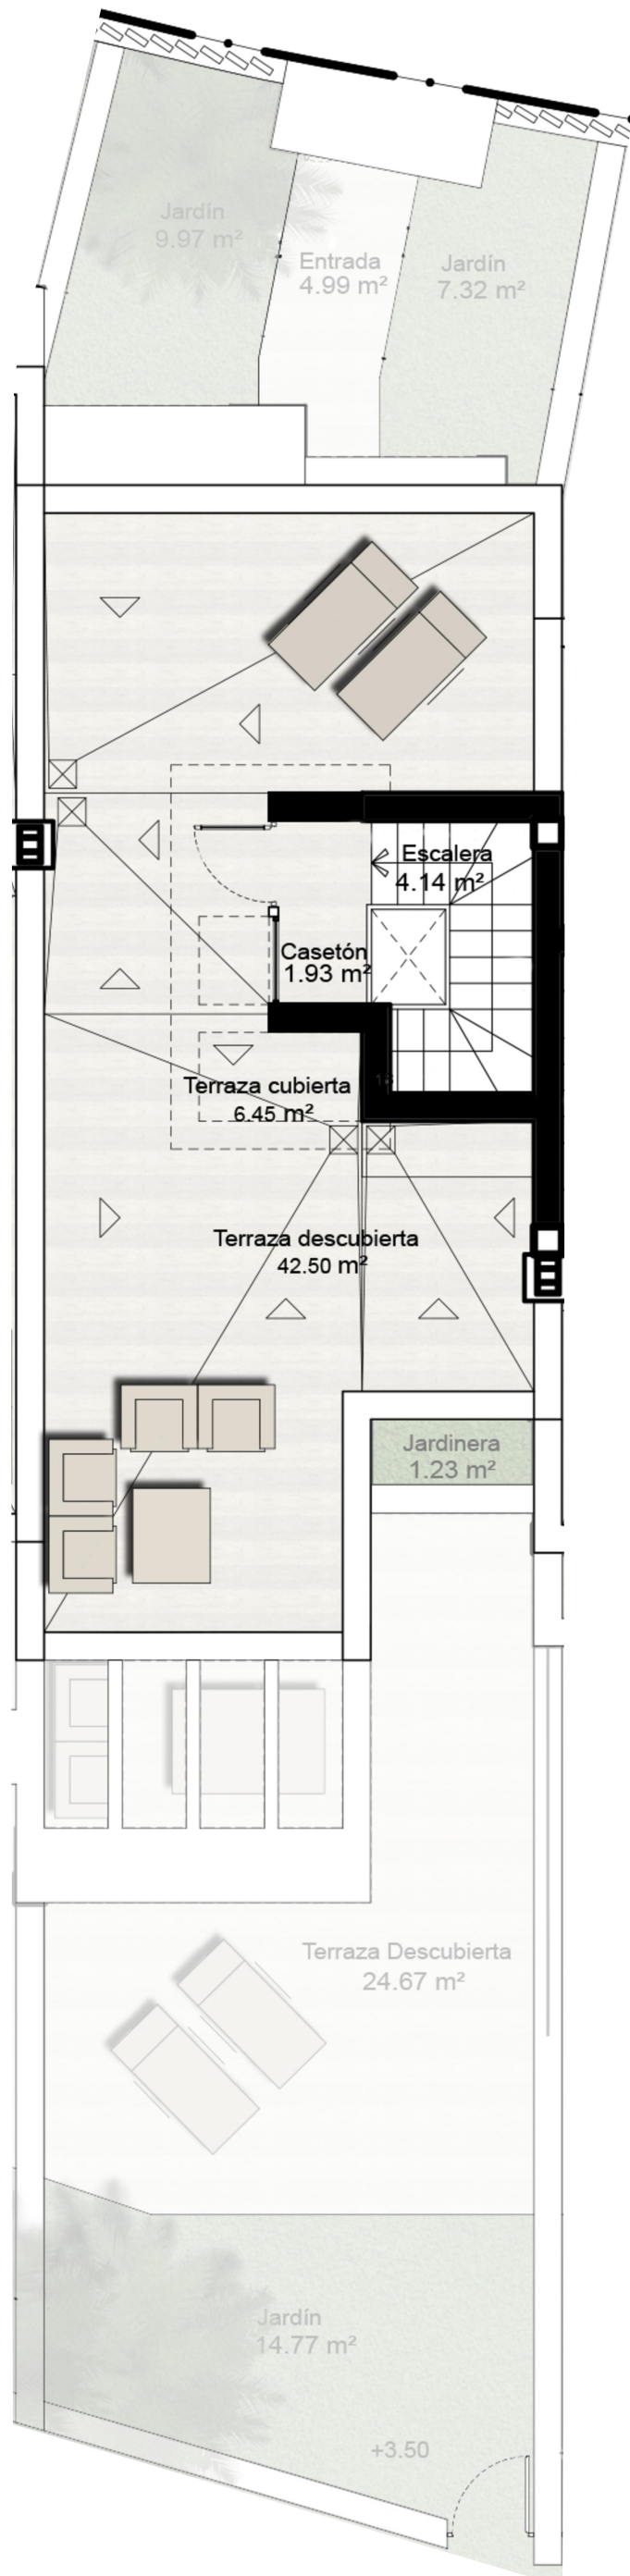 Jardín
9.97 m²
Entrada
4.99 m²
Jardín
7.32 m²
Escalera
4.14 m²
Casetón
1.93 m²
Terraza cubierta
6.45 m²
Terraza descubierta
42.50 m²
Jardinera
1.23 m²
Terraza Descubierta
24.67 m²
Jardín
14.77 m²
+3.50